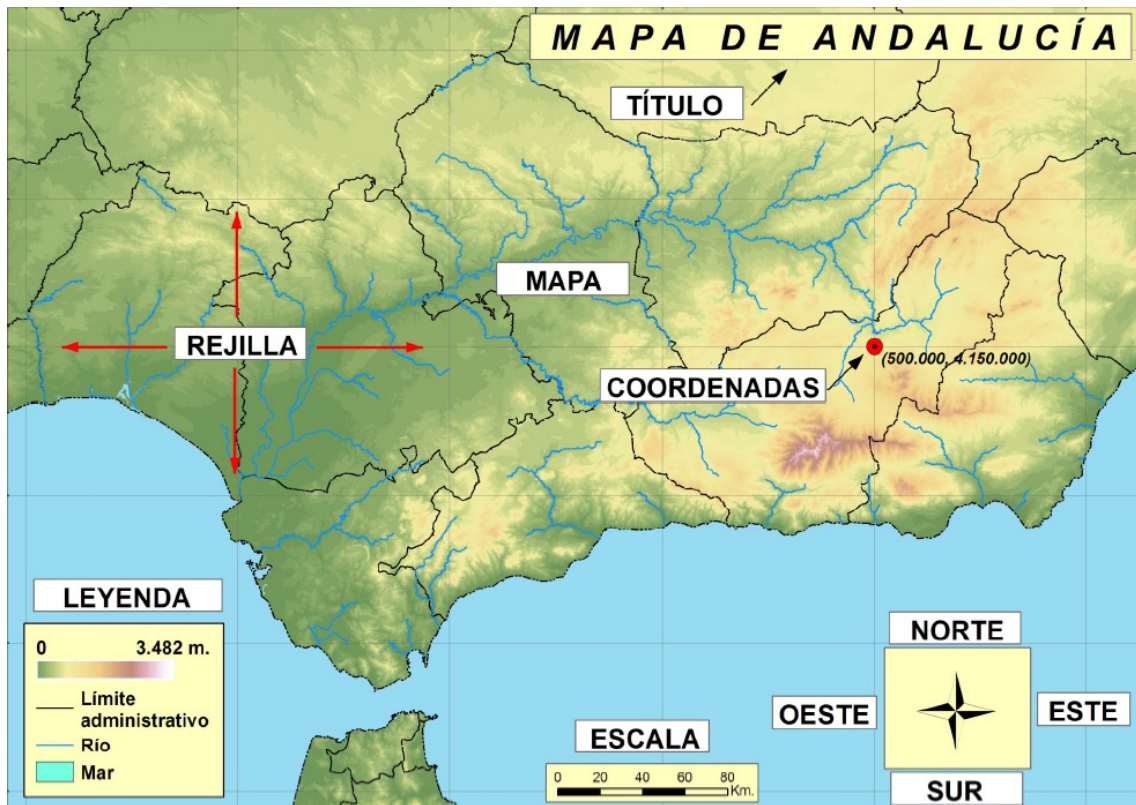 MAPA DE ANDALUCÍA
TÍTULO
MAPA
REJILLA
(500.000, 4.150.000)
COORDENADAS
LEYENDA
0 3.482 m.
Límite
administrativo
Río
Mar
ESCALA
0 20 40 60 80
Km.
NORTE
OESTE
ESTE
SUR